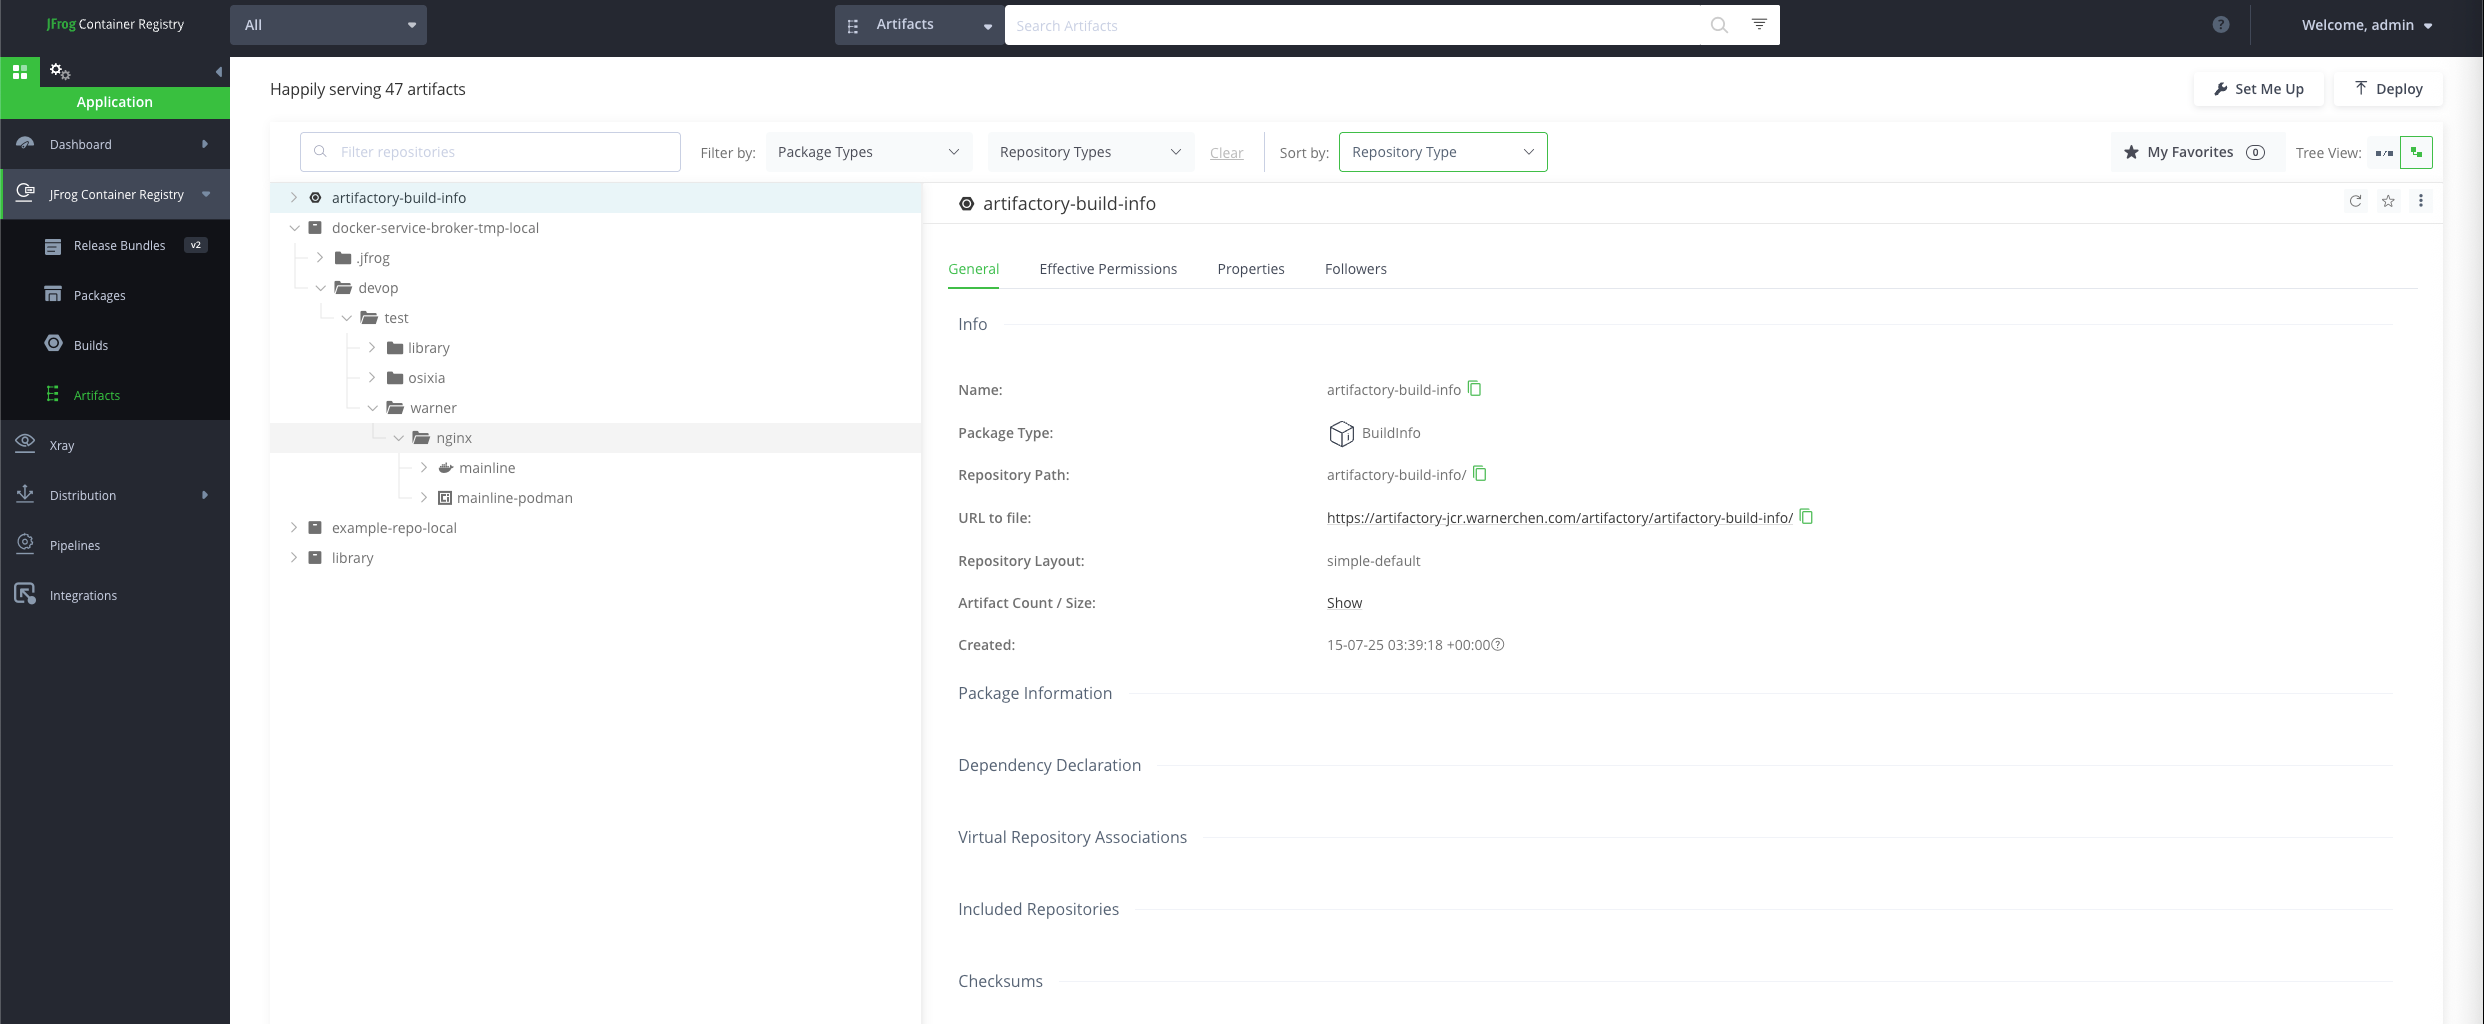 JFrog Container Registry
All
Artifacts
Search Artifacts
?
Welcome, admin
Application
Dashboard
JFrog Container Registry
Release Bundles v2
Packages
Builds
Artifacts
Xray
Distribution
Pipelines
Integrations
Happily serving 47 artifacts
Set Me Up
Deploy
Filter repositories
Filter by:
Package Types
Repository Types
Clear
Sort by:
Repository Type
My Favorites 0
Tree View:
artifactory-build-info
docker-service-broker-tmp-local
.jfrog
devop
test
library
osixia
warner
nginx
mainline
mainline-podman
example-repo-local
library
artifactory-build-info
General Effective Permissions Properties Followers
Info
Name: artifactory-build-info
Package Type: BuildInfo
Repository Path: artifactory-build-info/
URL to file: https://artifactory-jcr.warnerchen.com/artifactory/artifactory-build-info/
Repository Layout: simple-default
Artifact Count / Size: Show
Created: 15-07-25 03:39:18 +00:00
Package Information
Dependency Declaration
Virtual Repository Associations
Included Repositories
Checksums